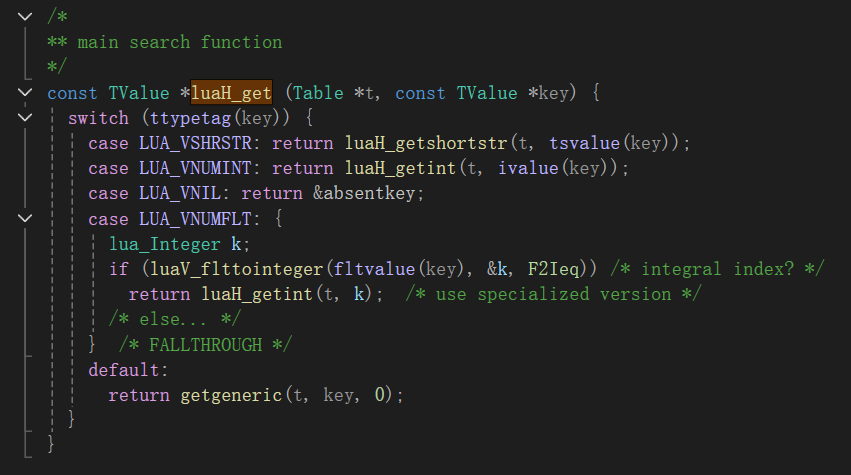 /*
** main search function
*/
const TValue *luaH_get (Table *t, const TValue *key) {
  switch (ttypetag(key)) {
    case LUA_VSHRSTR: return luaH_getshortstr(t, tsvalue(key));
    case LUA_VNUMINT: return luaH_getint(t, ivalue(key));
    case LUA_VNIL: return &absentkey;
    case LUA_VNUMFLT: {
      lua_Integer k;
      if (luaV_flttointeger(fltvalue(key), &k, F2Ieq)) /* integral index? */
        return luaH_getint(t, k);  /* use specialized version */
      /* else... */
    }  /* FALLTHROUGH */
    default:
      return getgeneric(t, key, 0);
  }
}